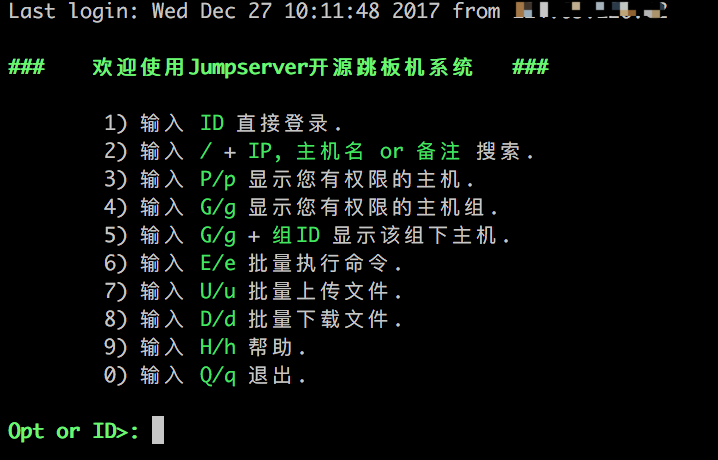 Last login: Wed Dec 27 10:11:48 2017 from
### 欢迎使用Jumpserver开源跳板机系统 ###
1) 输入 ID 直接登录.
2) 输入 / + IP, 主机名 or 备注 搜索.
3) 输入 P/p 显示您有权限的主机.
4) 输入 G/g 显示您有权限的主机组.
5) 输入 G/g + 组ID 显示该组下主机.
6) 输入 E/e 批量执行命令.
7) 输入 U/u 批量上传文件.
8) 输入 D/d 批量下载文件.
9) 输入 H/h 帮助.
0) 输入 Q/q 退出.
Opt or ID>: